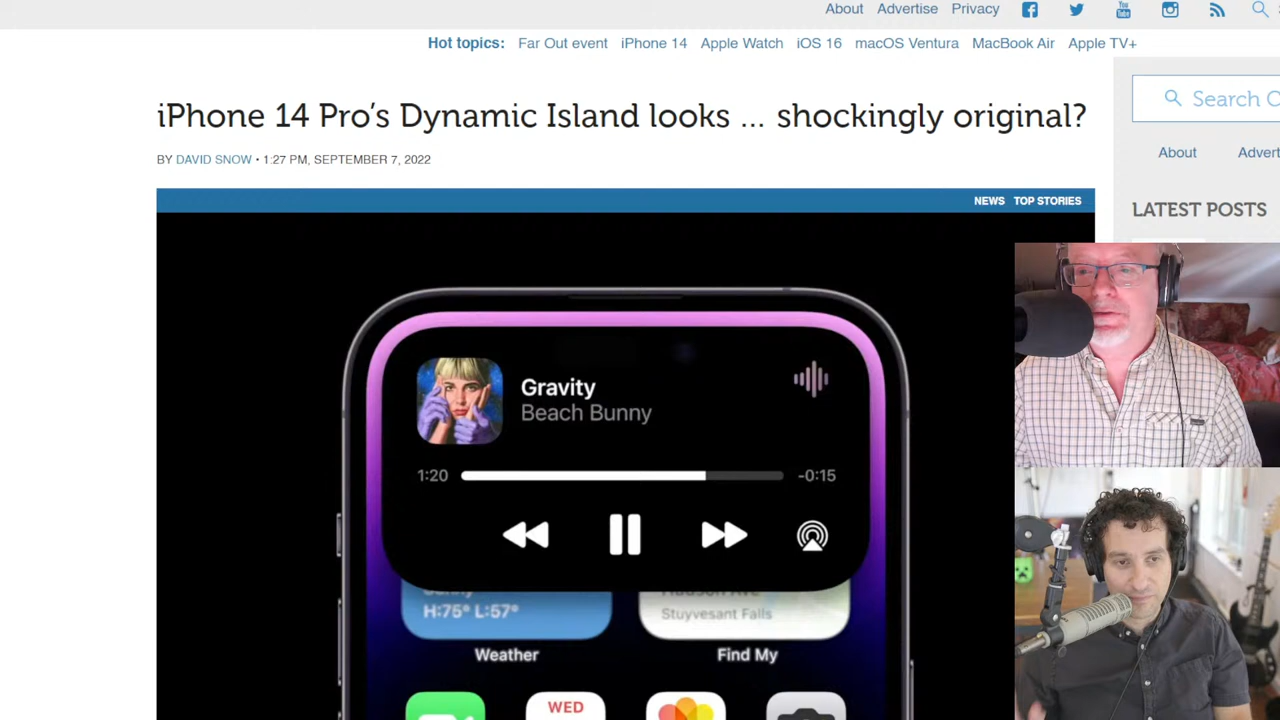 About Advertise Privacy
Hot topics: Far Out event iPhone 14 Apple Watch iOS 16 macOS Ventura MacBook Air Apple TV+
iPhone 14 Pro's Dynamic Island looks ... shockingly original?
BY DAVID SNOW • 1:27 PM, SEPTEMBER 7, 2022
NEWS TOP STORIES
Search
About
LATEST POSTS
Gravity
Beach Bunny
1:20 -0:15
H:75° L:57°
Stuyvesant Falls
Weather Find My
WED